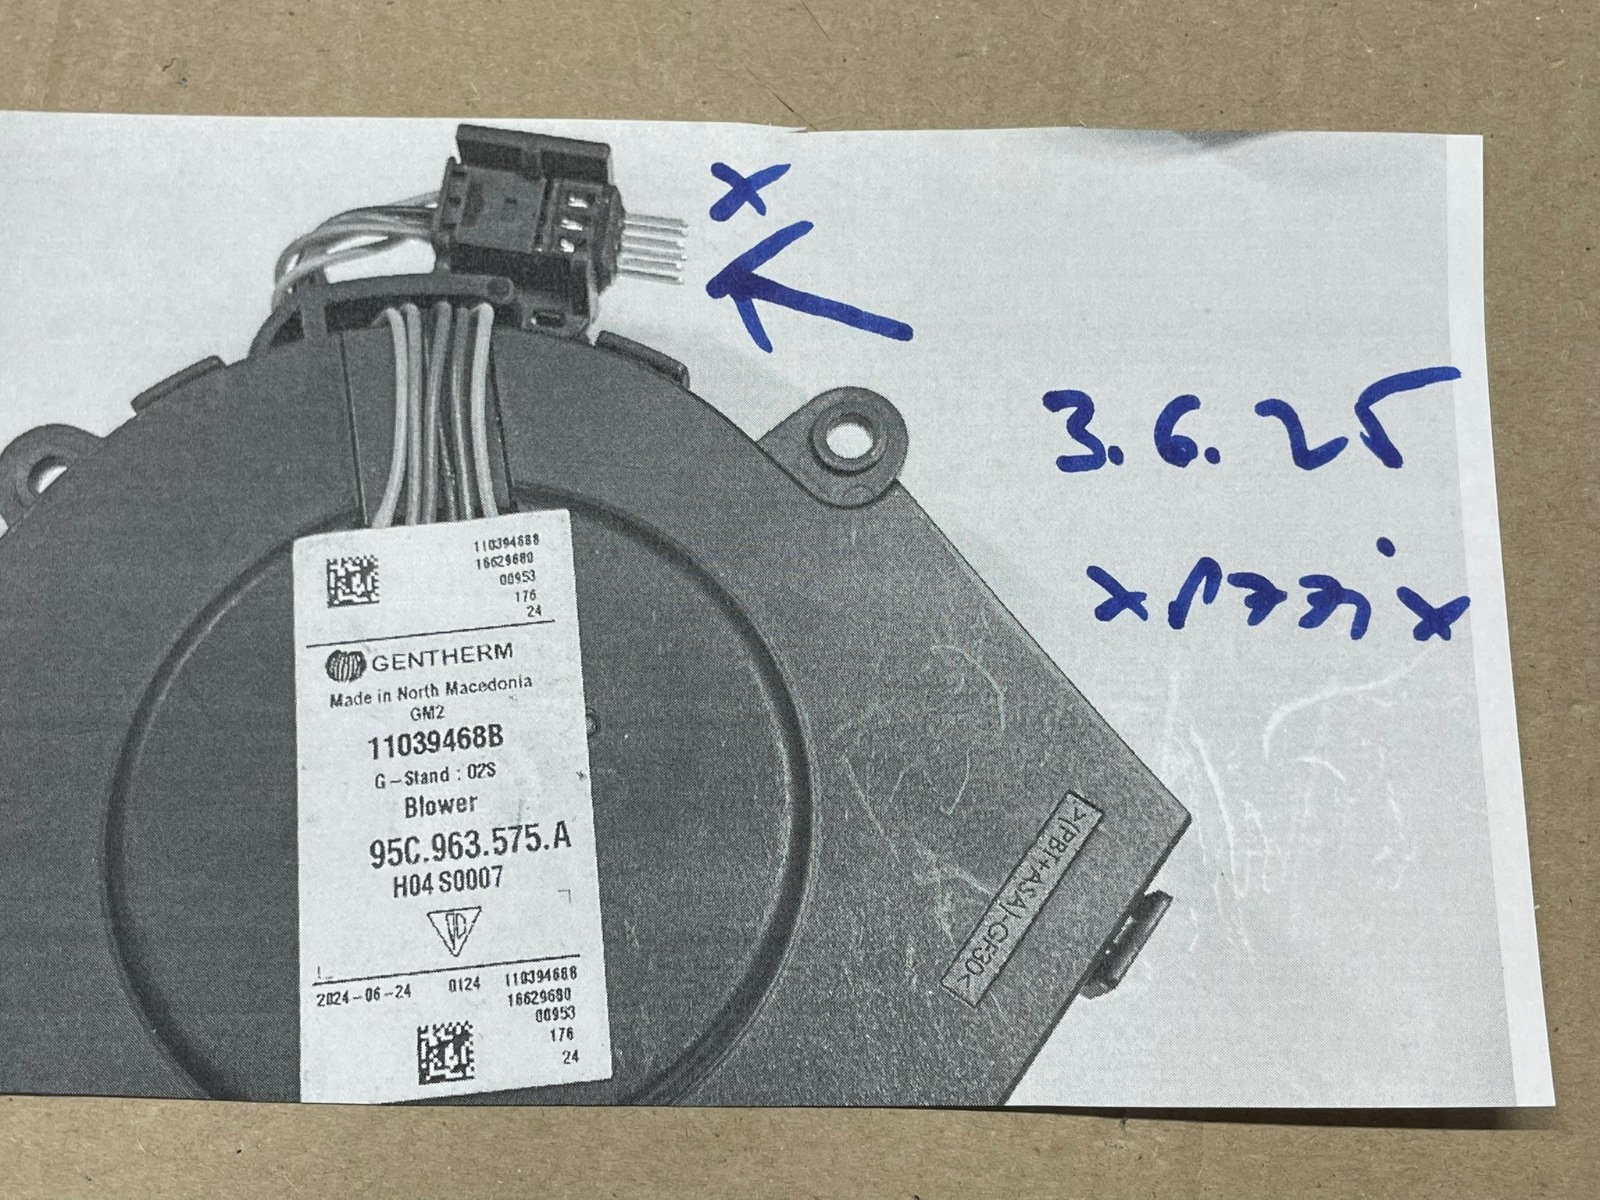 x
3.6.25
xpzzix
110394688
16629680
00953
176
24
GENTHERM
Made in North Macedonia
GM2
11039468B
G-Stand : 02S
Blower
95C.963.575.A
H04 S0007
2024-06-24 0124 110394688
16629680
00953
176
24
>(PBT+ASA)-GF30<